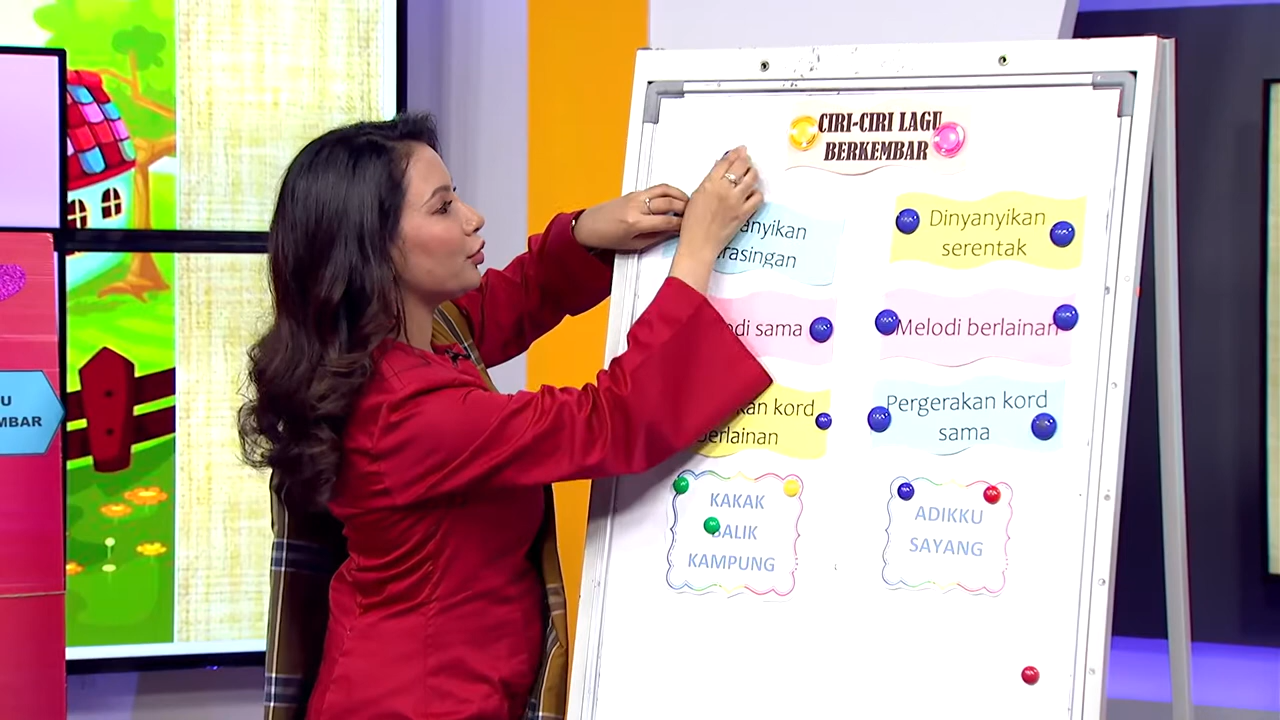 CIRI-CIRI LAGU
BERKEMBAR
anyikan
rasingan
Dinyanyikan
serentak
di sama
Melodi berlainan
kan kord
berlainan
Pergerakan kord
sama
KAKAK
BALIK
KAMPUNG
ADIKKU
SAYANG
U
MBAR